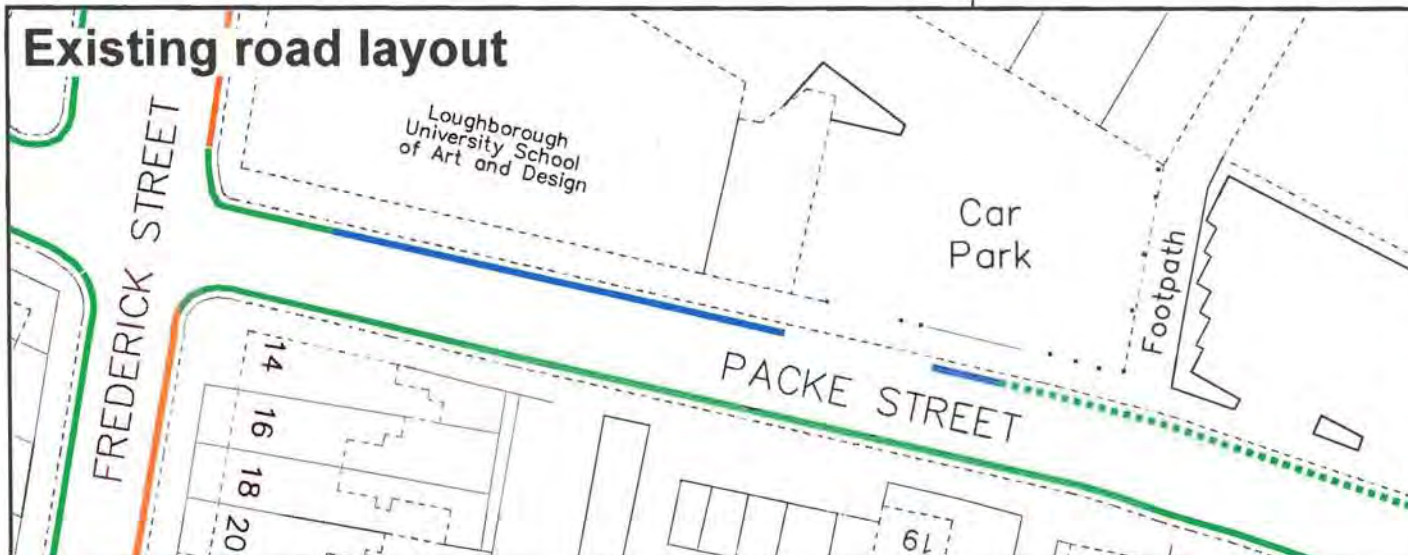 Existing road layout
FREDERICK STREET
Loughborough
University School
of Art and Design
Car
Park
Footpath
PACKE STREET
14
16
18
20
19